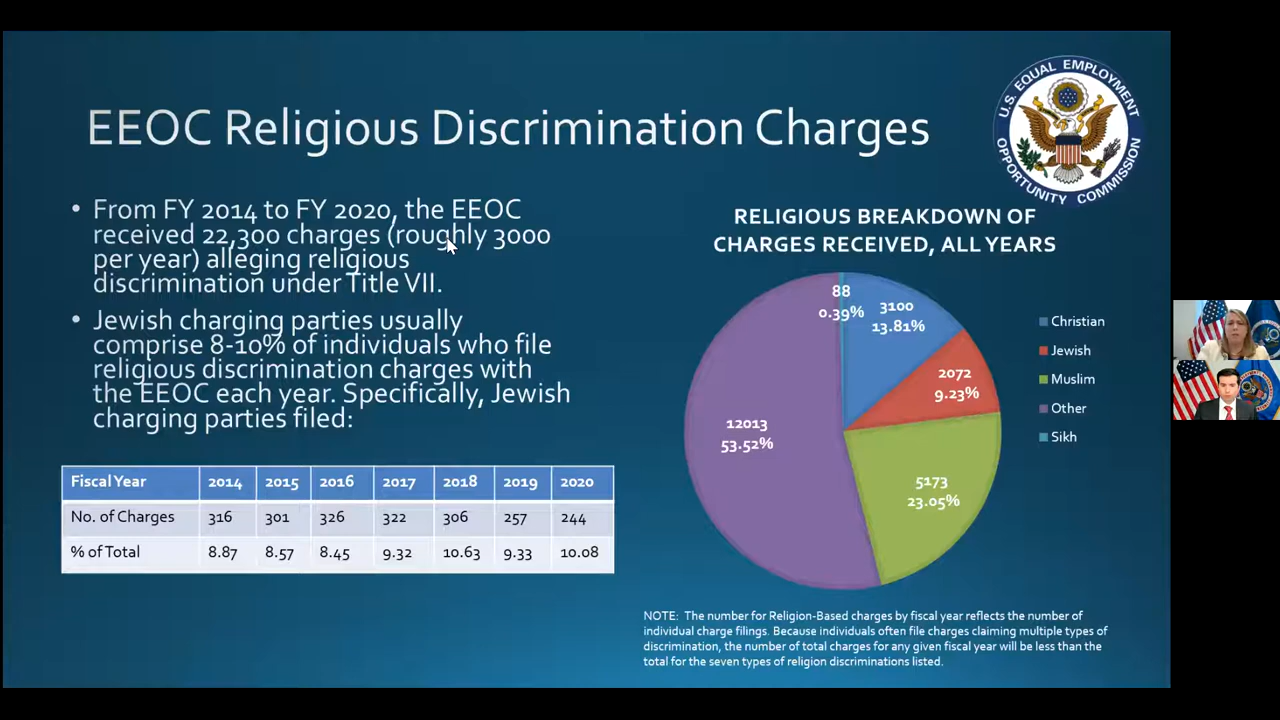 EEOC Religious Discrimination Charges
U.S. EQUAL EMPLOYMENT
OPPORTUNITY COMMISSION
• From FY 2014 to FY 2020, the EEOC
received 22,300 charges (roughly 3000
per year) alleging religious
discrimination under Title VII.
• Jewish charging parties usually
comprise 8-10% of individuals who file
religious discrimination charges with
the EEOC each year. Specifically, Jewish
charging parties filed:
Fiscal Year 2014 2015 2016 2017 2018 2019 2020
No. of Charges 316 301 326 322 306 257 244
% of Total 8.87 8.57 8.45 9.32 10.63 9.33 10.08
RELIGIOUS BREAKDOWN OF
CHARGES RECEIVED, ALL YEARS
88
0.39%
3100
13.81%
2072
9.23%
5173
23.05%
12013
53.52%
Christian
Jewish
Muslim
Other
Sikh
NOTE: The number for Religion-Based charges by fiscal year reflects the number of
individual charge filings. Because individuals often file charges claiming multiple types of
discrimination, the number of total charges for any given fiscal year will be less than the
total for the seven types of religion discriminations listed.